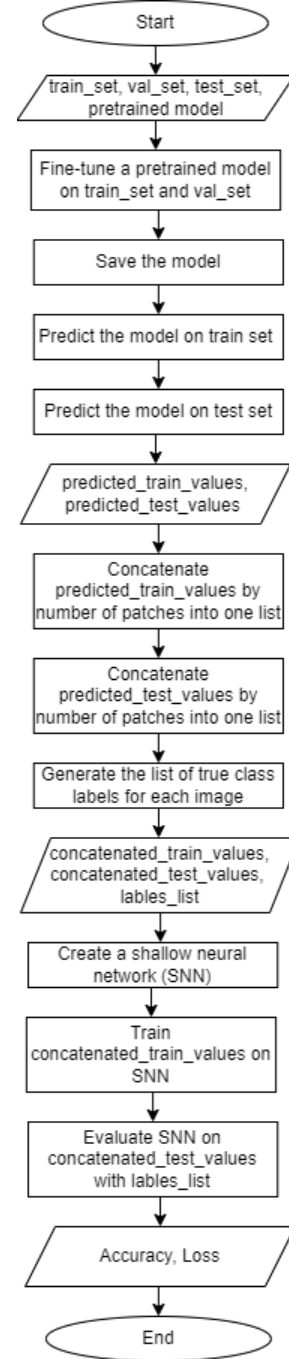 Start
train_set, val_set, test_set,
pretrained model
Fine-tune a pretrained model
on train_set and val_set
Save the model
Predict the model on train set
Predict the model on test set
predicted_train_values,
predicted_test_values
Concatenate
predicted_train_values by
number of patches into one list
Concatenate
predicted_test_values by
number of patches into one list
Generate the list of true class
labels for each image
concatenated_train_values,
concatenated_test_values,
lables_list
Create a shallow neural
network (SNN)
Train
concatenated_train_values on
SNN
Evaluate SNN on
concatenated_test_values
with lables_list
Accuracy, Loss
End